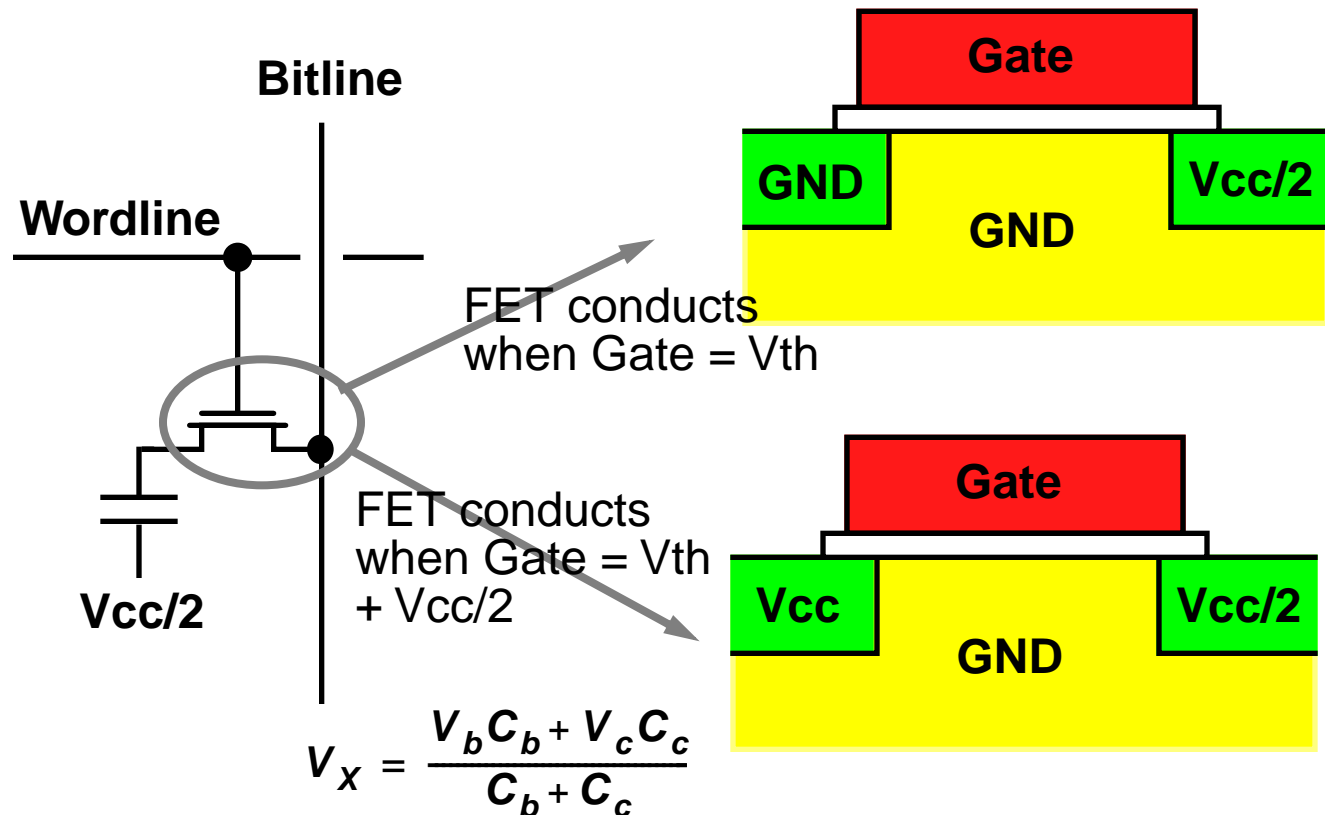 Bitline
Wordline
Vcc/2
FET conducts
when Gate = Vth
FET conducts
when Gate = Vth
+ Vcc/2
Gate
GND
Vcc/2
GND
Gate
Vcc
Vcc/2
GND
V_X = (V_b C_b + V_c C_c) / (C_b + C_c)